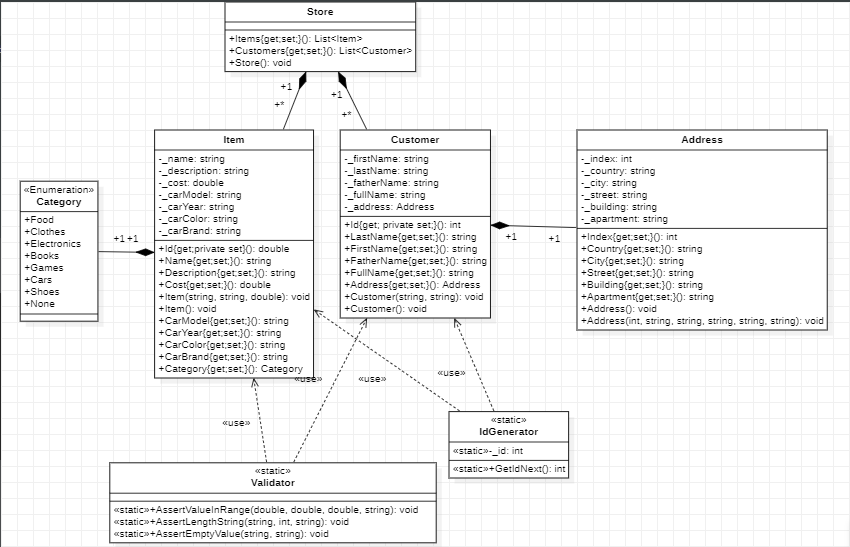 Store
+Items{get;set;}(): List<Item>
+Customers{get;set;}(): List<Customer>
+Store(): void
+1
+*
+1
+*
Item
-_name: string
-_description: string
-_cost: double
-_carModel: string
-_carYear: string
-_carColor: string
-_carBrand: string
+Id{get;private set}(): double
+Name{get;set;}(): string
+Description{get;set;}(): string
+Cost{get;set;}(): double
+Item(string, string, double): void
+Item(): void
+CarModel{get;set;}(): string
+CarYear{get;set;}(): string
+CarColor{get;set;}(): string
+CarBrand{get;set;}(): string
+Category{get;set;}(): Category
Customer
-_firstName: string
-_lastName: string
-_fatherName: string
-_fullName: string
-_address: Address
+Id{get; private set;}(): int
+LastName{get;set;}(): string
+FirstName{get;set;}(): string
+FatherName{get;set;}(): string
+FullName{get;set;}(): string
+Address{get;set;}(): Address
+Customer(string, string): void
+Customer(): void
+1
+1
Address
-_index: int
-_country: string
-_city: string
-_street: string
-_building: string
-_apartment: string
+Index{get;set;}(): int
+Country{get;set;}(): string
+City{get;set;}(): string
+Street{get;set;}(): string
+Building{get;set;}(): string
+Apartment{get;set;}(): string
+Address(): void
+Address(int, string, string, string, string, string): void
«Enumeration»
Category
+Food
+Clothes
+Electronics
+Books
+Games
+Cars
+Shoes
+None
+1 +1
«use»
«use»
«use»
«use»
«static»
IdGenerator
«static»-_id: int
«static»+GetIdNext(): int
«static»
Validator
«static»+AssertValueInRange(double, double, double, string): void
«static»+AssertLengthString(string, int, string): void
«static»+AssertEmptyValue(string, string): void